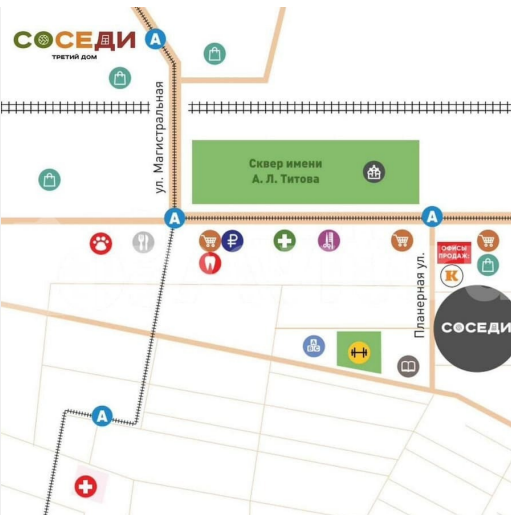 СОСЕДИ
ТРЕТИЙ ДОМ
А
ул. Магистральная
Сквер имени
А. Л. Титова
А
А
₽
ОФИСЫ
ПРОДАЖ:
К
Планерная ул.
СОСЕДИ
А